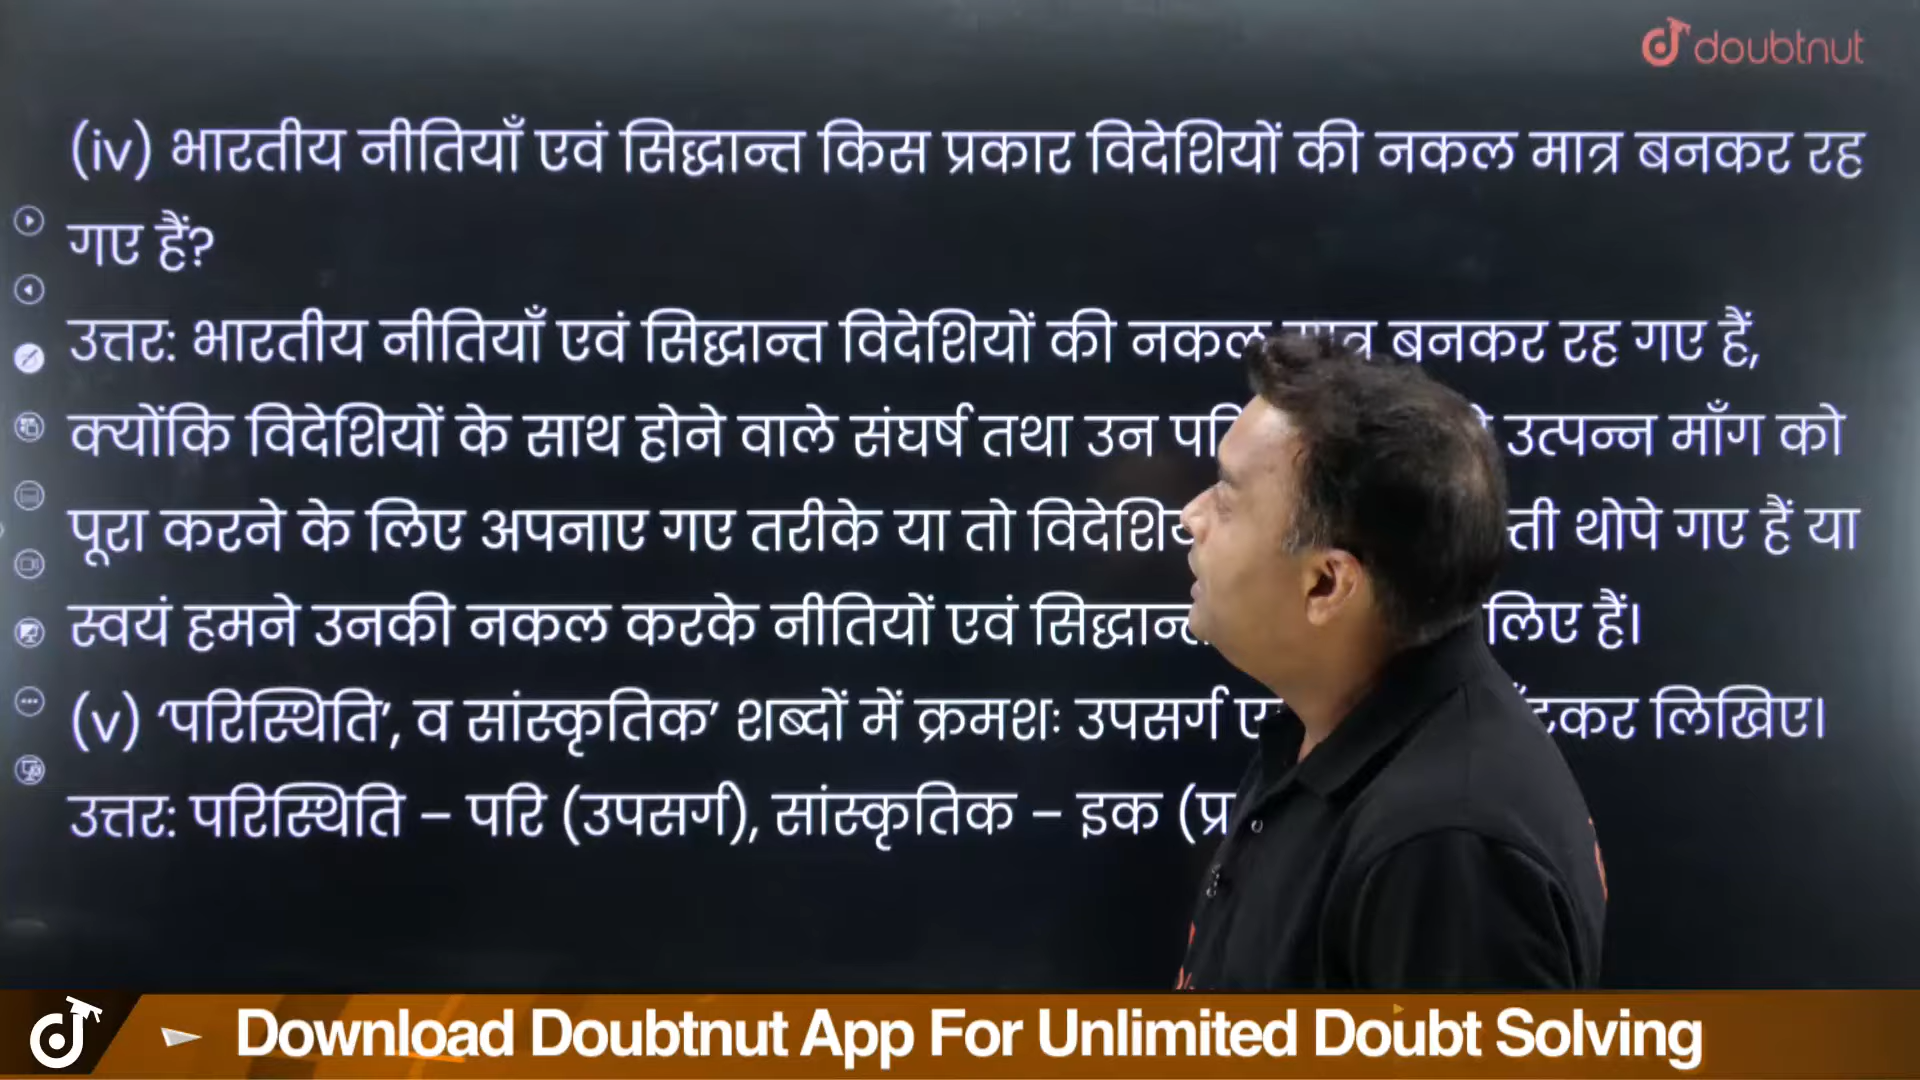 doubtnut
(iv) भारतीय नीतियाँ एवं सिद्धान्त किस प्रकार विदेशियों की नकल मात्र बनकर रह
गए हैं?
उत्तर: भारतीय नीतियाँ एवं सिद्धान्त विदेशियों की नकल मात्र बनकर रह गए हैं,
क्योंकि विदेशियों के साथ होने वाले संघर्ष तथा उन उत्पन्न माँग को
पूरा करने के लिए अपनाए गए तरीके या तो थोपे गए हैं या
स्वयं हमने उनकी नकल करके नीतियों एवं लिए हैं।
(v) ‘परिस्थिति’, व सांस्कृतिक’ शब्दों में क्रमशः उपसर्ग लिखिए।
उत्तर: परिस्थिति – परि (उपसर्ग), सांस्कृतिक – इक
Download Doubtnut App For Unlimited Doubt Solving